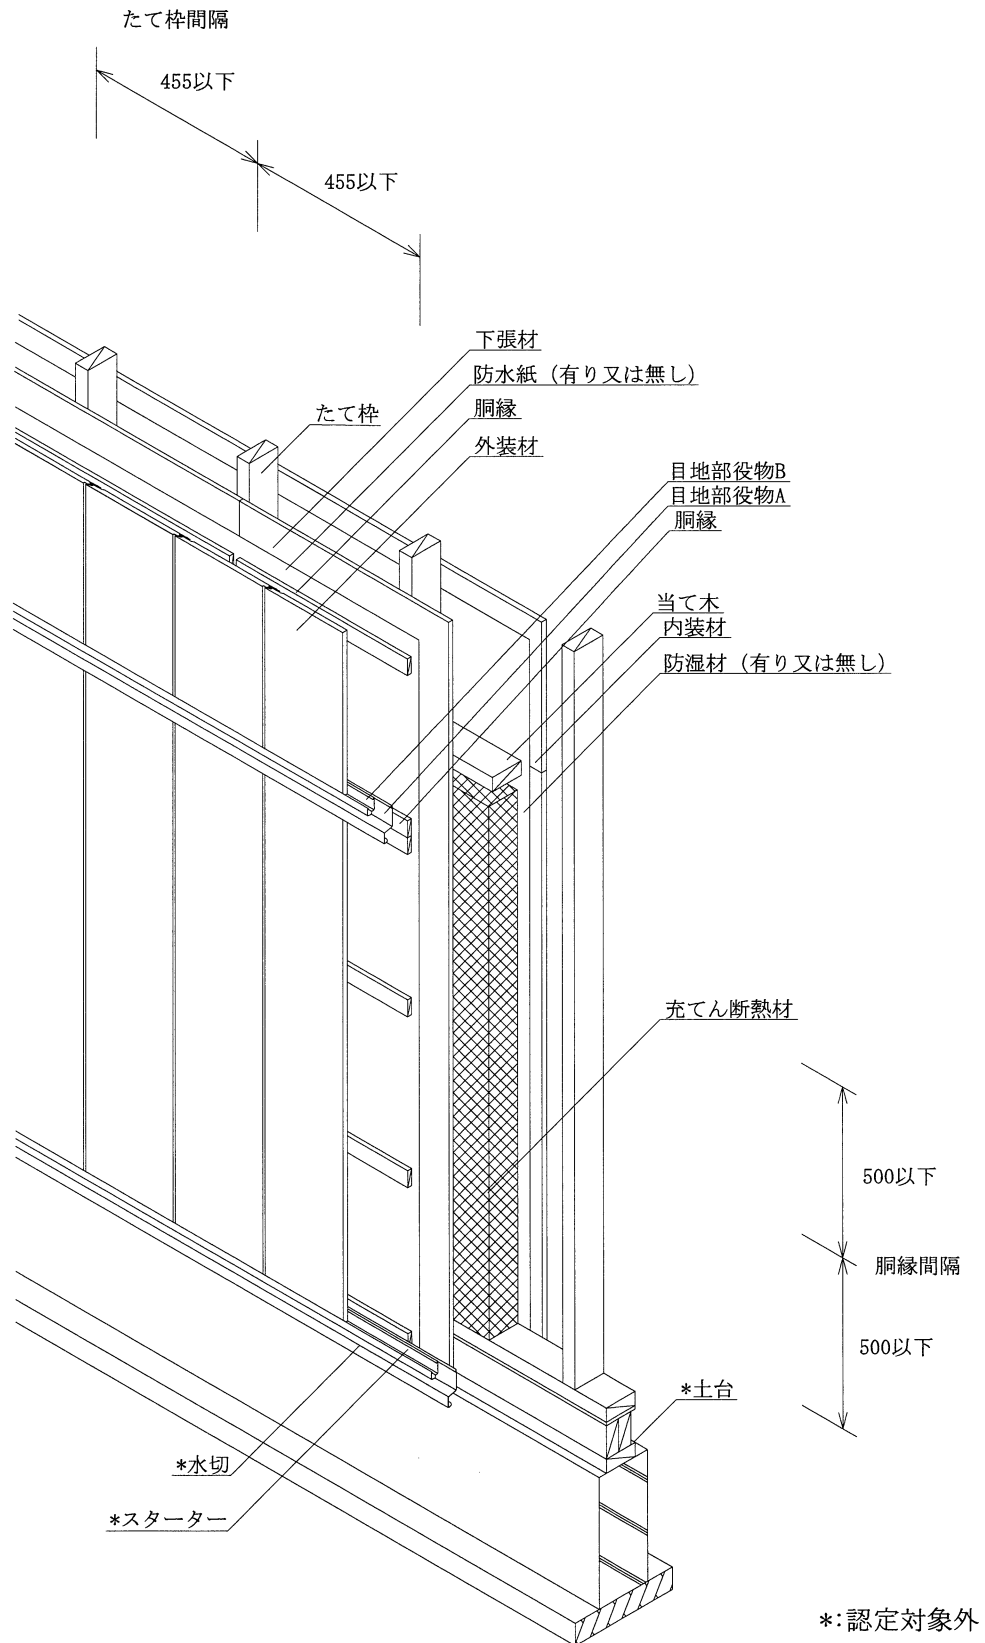 たて枠間隔
455以下
455以下
下張材
防水紙（有り又は無し）
胴縁
たて枠
外装材
目地部役物B
目地部役物A
胴縁
当て木
内装材
防湿材（有り又は無し）
充てん断熱材
500以下
胴縁間隔
500以下
*土台
*水切
*スターター
*:認定対象外